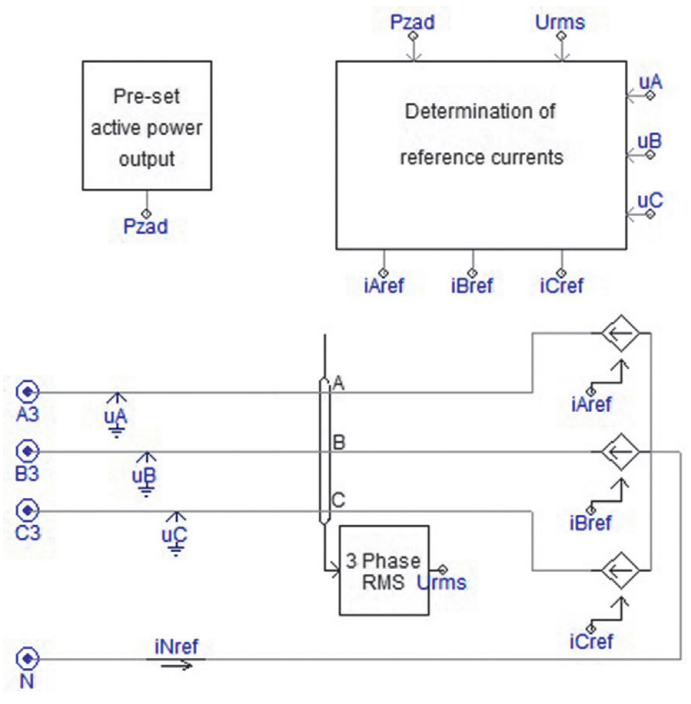 Pzad
Urms
Pre-set
active power
output
Pzad
Determination of
reference currents
uA
uB
uC
iAref
iBref
iCref
A3
uA
A
iAref
B3
uB
B
iBref
C3
uC
C
3 Phase
RMS
Urms
iCref
N
iNref